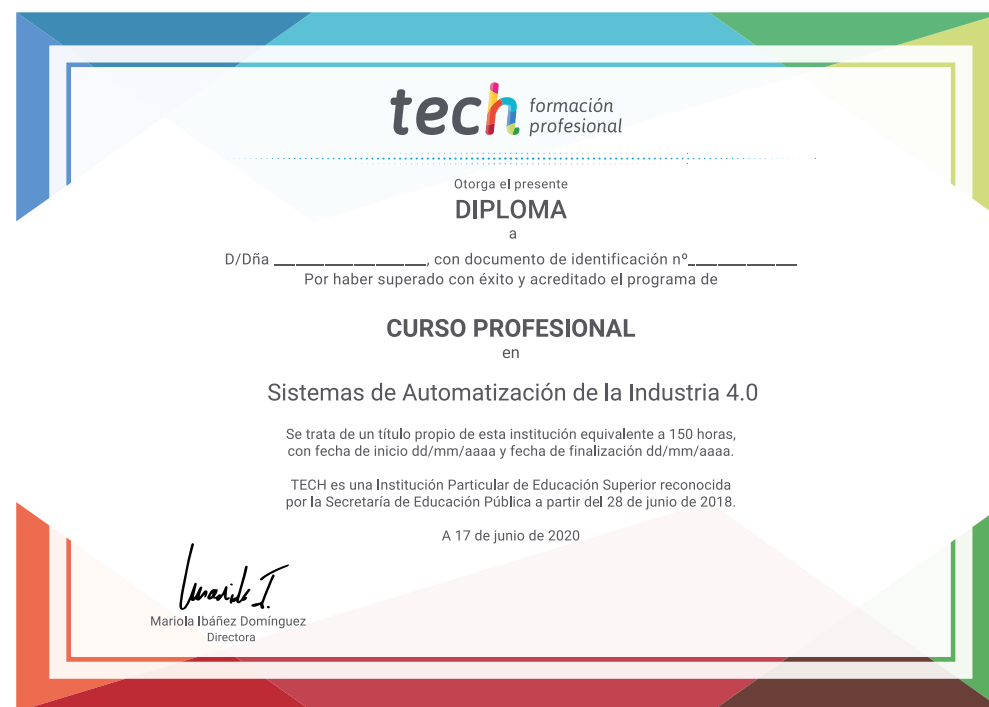 tech formación
profesional
Otorga el presente
DIPLOMA
a
D/Dña ______________, con documento de identificación nº__________
Por haber superado con éxito y acreditado el programa de
CURSO PROFESIONAL
en
Sistemas de Automatización de la Industria 4.0
Se trata de un título propio de esta institución equivalente a 150 horas,
con fecha de inicio dd/mm/aaaa y fecha de finalización dd/mm/aaaa.
TECH es una Institución Particular de Educación Superior reconocida
por la Secretaría de Educación Pública a partir del 28 de junio de 2018.
A 17 de junio de 2020
Mariola Ibáñez Domínguez
Directora